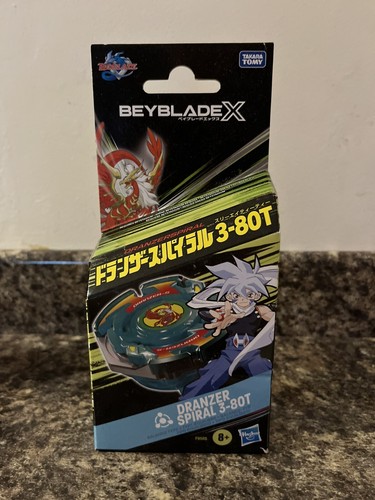 BEYBLADE
TAKARA
TOMY
BEYBLADE X
ベイブレードエックス
DRANZERSPIRAL
スリーエイティーティー
ドランザースパイラル 3-80T
DRANZER
SPIRAL 3-80T
8+
Hasbro